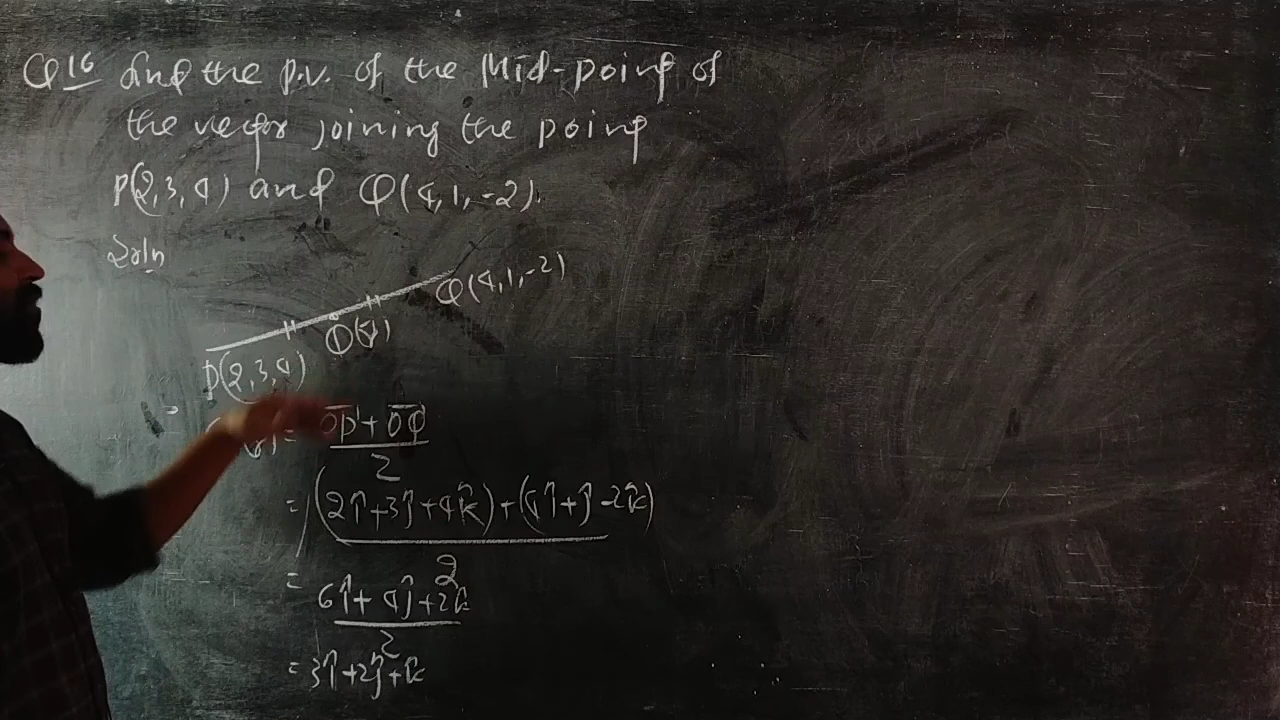 Q 16 find the p.v. of the Mid-point of
the vector joining the point
P(2,3,4) and Q(4,1,-2).
Soln
Q(4,1,-2)
P(2,3,4)
= OP + OQ
2
= (2î+3ĵ+4k̂)+(4î+ĵ-2k̂)
2
= 6î+4ĵ+2k̂
2
= 3î+2ĵ+k̂